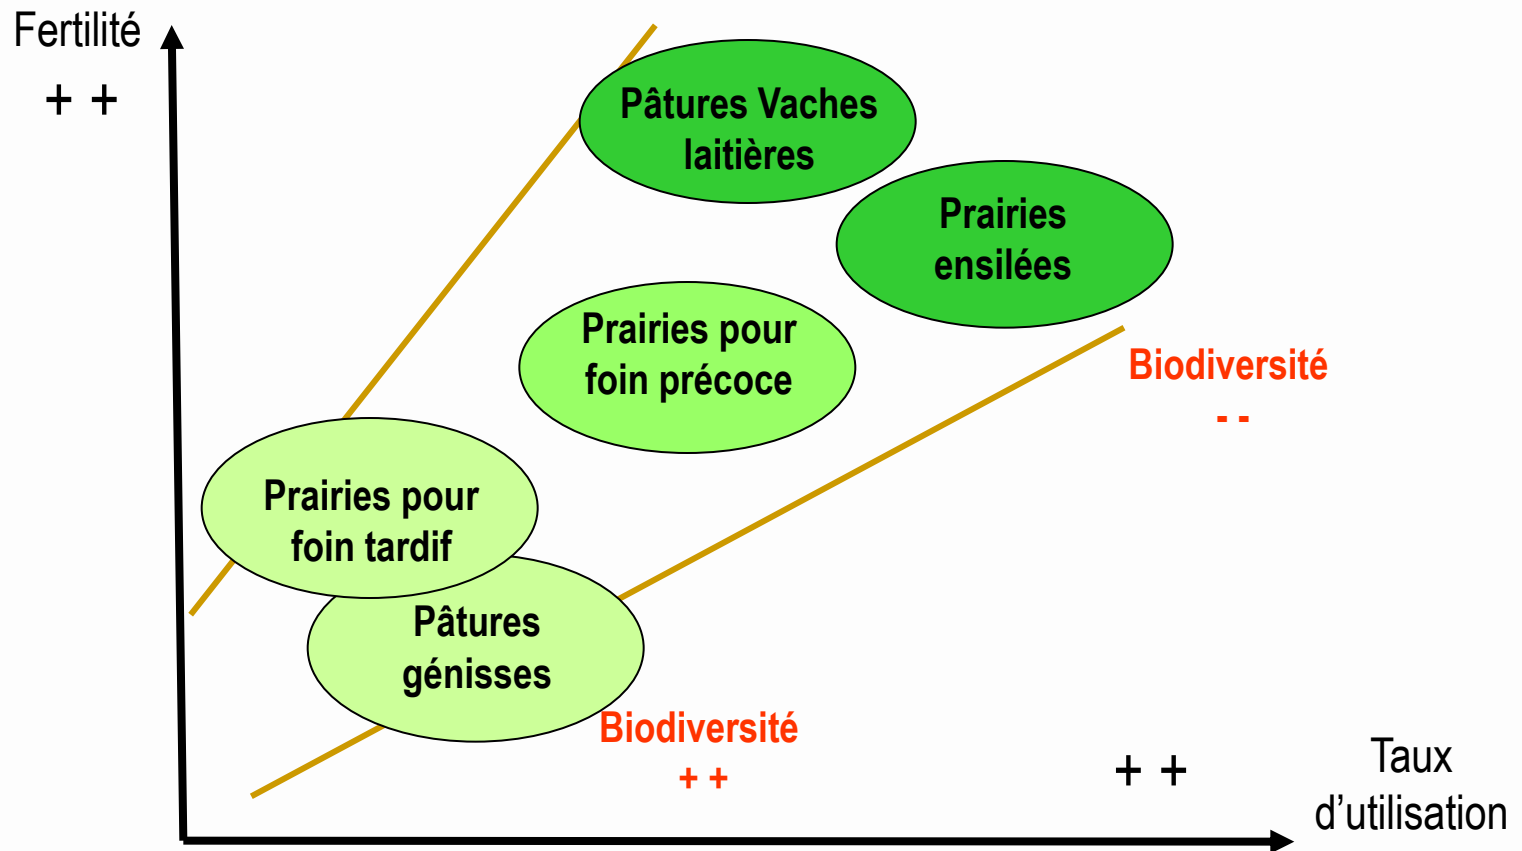 Fertilité
+ +
Pâtures Vaches
laitières
Prairies
ensilées
Prairies pour
foin précoce
Biodiversité
- -
Prairies pour
foin tardif
Pâtures
génisses
Biodiversité
+ +
+ +
Taux
d’utilisation